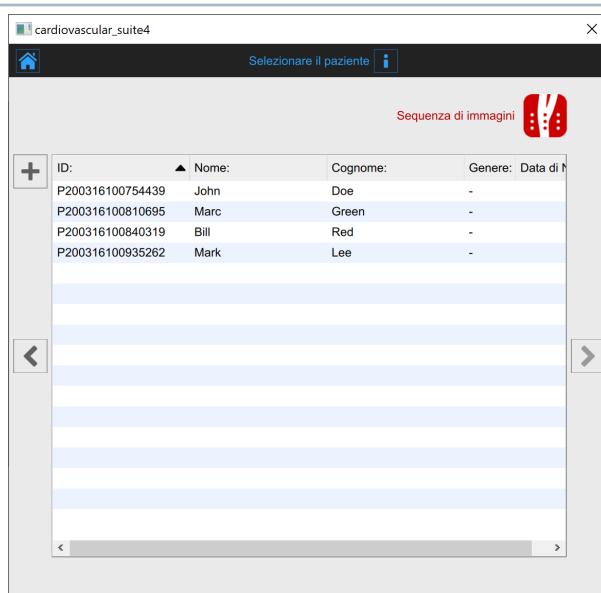 cardiovascular_suite4
Selezionare il paziente
Sequenza di immagini
ID: Nome: Cognome: Genere: Data di N
P200316100754439 John Doe -
P200316100810695 Marc Green -
P200316100840319 Bill Red -
P200316100935262 Mark Lee -